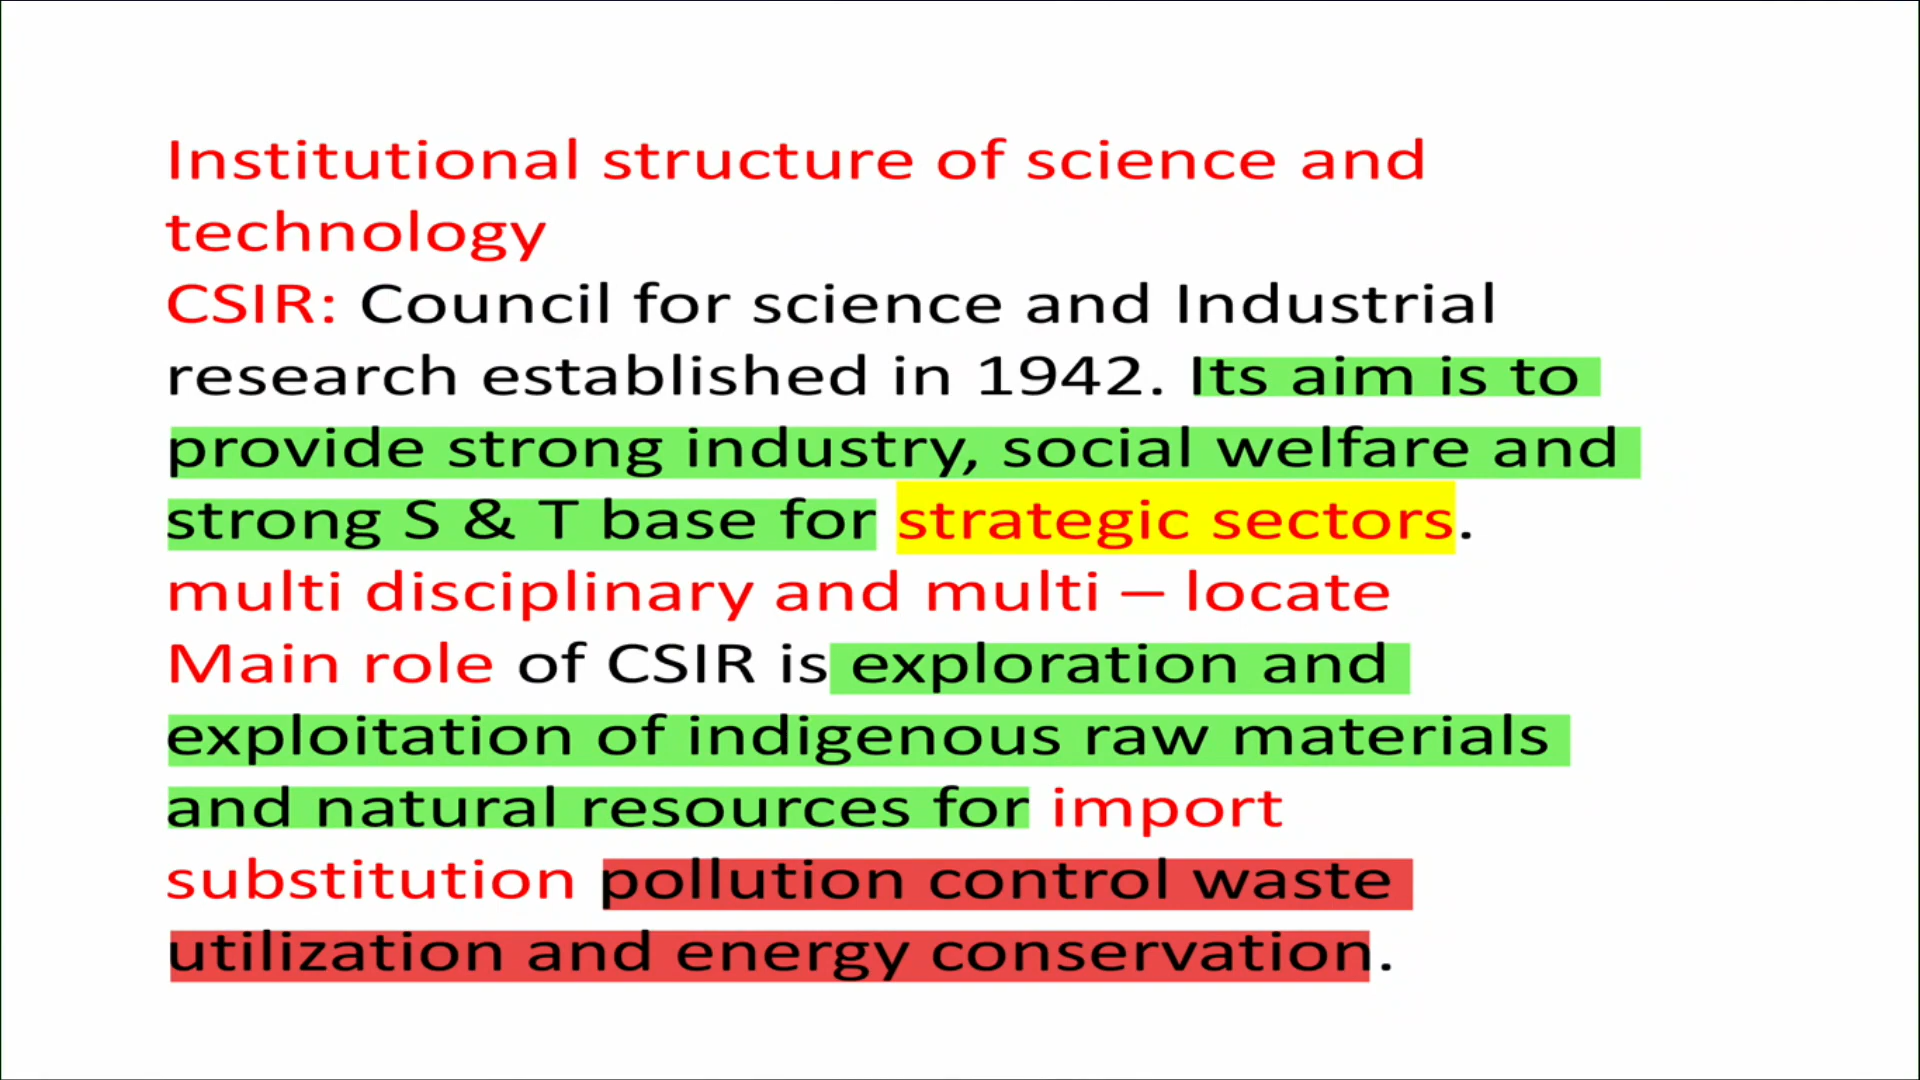 Institutional structure of science and
technology
CSIR: Council for science and Industrial
research established in 1942. Its aim is to
provide strong industry, social welfare and
strong S & T base for strategic sectors.
multi disciplinary and multi – locate
Main role of CSIR is exploration and
exploitation of indigenous raw materials
and natural resources for import
substitution pollution control waste
utilization and energy conservation.